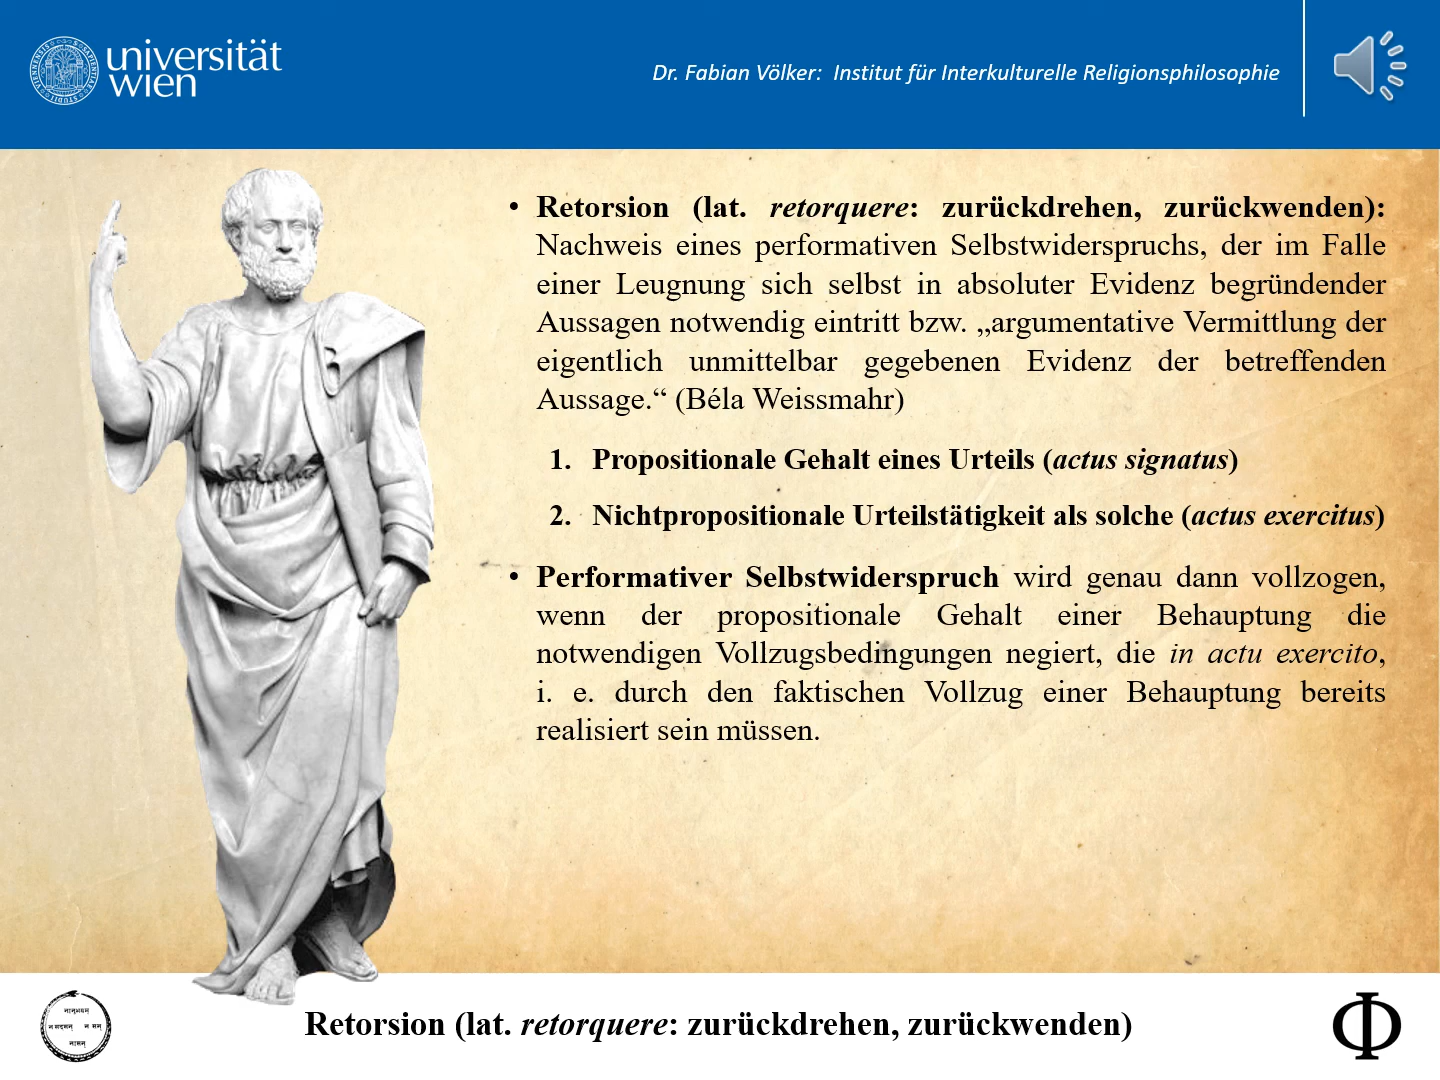 universität
wien
Dr. Fabian Völker: Institut für Interkulturelle Religionsphilosophie
• Retorsion (lat. retorquere: zurückdrehen, zurückwenden):
Nachweis eines performativen Selbstwiderspruchs, der im Falle
einer Leugnung sich selbst in absoluter Evidenz begründender
Aussagen notwendig eintritt bzw. „argumentative Vermittlung der
eigentlich unmittelbar gegebenen Evidenz der betreffenden
Aussage.“ (Béla Weissmahr)
1. Propositionale Gehalt eines Urteils (actus signatus)
2. Nichtpropositionale Urteilstätigkeit als solche (actus exercitus)
• Performativer Selbstwiderspruch wird genau dann vollzogen,
wenn der propositionale Gehalt einer Behauptung die
notwendigen Vollzugsbedingungen negiert, die in actu exercito,
i. e. durch den faktischen Vollzug einer Behauptung bereits
realisiert sein müssen.
Retorsion (lat. retorquere: zurückdrehen, zurückwenden)
Φ